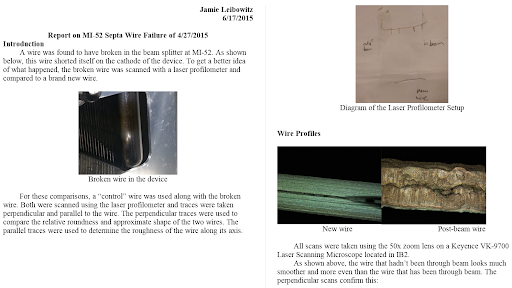 Jamie Leibowitz
6/17/2015
Report on MI-52 Septa Wire Failure of 4/27/2015
Introduction
A wire was found to have broken in the beam splitter at MI-52. As shown
below, this wire shorted itself on the cathode of the device. To get a better idea
of what happened, the broken wire was scanned with a laser profilometer and
compared to a brand new wire.
Broken wire in the device
For these comparisons, a “control” wire was used along with the broken
wire. Both were scanned using the laser profilometer and traces were taken
perpendicular and parallel to the wire. The perpendicular traces were used to
compare the relative roundness and approximate shape of the two wires. The
parallel traces were used to determine the roughness of the wire along its axis.
in beam
Diagram of the Laser Profilometer Setup
Wire Profiles
New wire
Post-beam wire
All scans were taken using the 50x zoom lens on a Keyence VK-9700
Laser Scanning Microscope located in IB2.
As shown above, the wire that hadn’t been through beam looks much
smoother and more even than the wire that has been through beam. The
perpendicular scans confirm this: